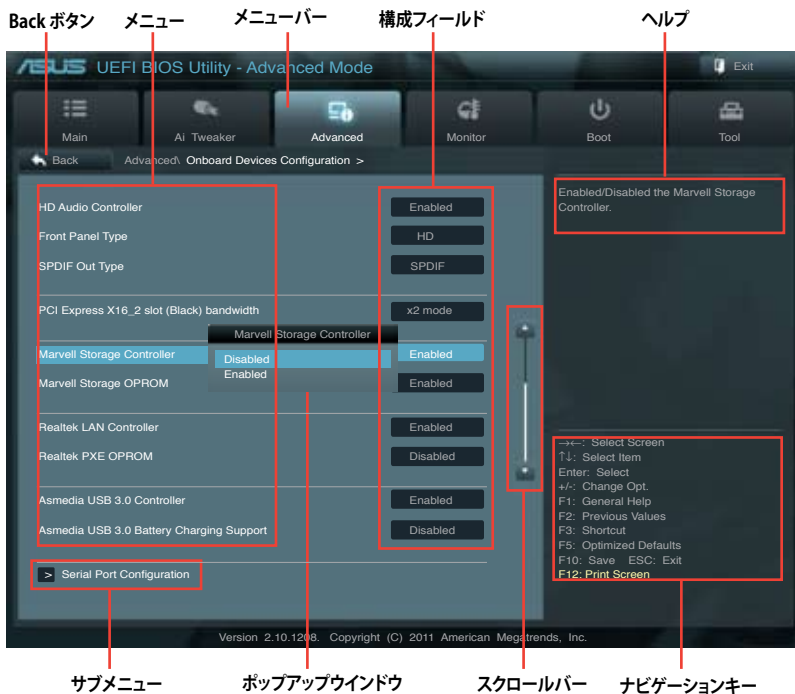 Back ボタン メニュー メニューバー 構成フィールド ヘルプ
ASUS UEFI BIOS Utility - Advanced Mode Exit
Main Ai Tweaker Advanced Monitor Boot Tool
Back Advanced\ Onboard Devices Configuration >
Enabled/Disabled the Marvell Storage
Controller.
HD Audio Controller Enabled
Front Panel Type HD
SPDIF Out Type SPDIF
PCI Express X16_2 slot (Black) bandwidth x2 mode
Marvell Storage Controller
Marvell Storage Controller Disabled Enabled
Enabled
Marvell Storage OPROM Enabled
Realtek LAN Controller Enabled
Realtek PXE OPROM Disabled
Asmedia USB 3.0 Controller Enabled
Asmedia USB 3.0 Battery Charging Support Disabled
> Serial Port Configuration
→←: Select Screen
↑↓: Select Item
Enter: Select
+/-: Change Opt.
F1: General Help
F2: Previous Values
F3: Shortcut
F5: Optimized Defaults
F10: Save ESC: Exit
F12: Print Screen
Version 2.10.1208. Copyright (C) 2011 American Megatrends, Inc.
サブメニュー ポップアップウインドウ スクロールバー ナビゲーションキー